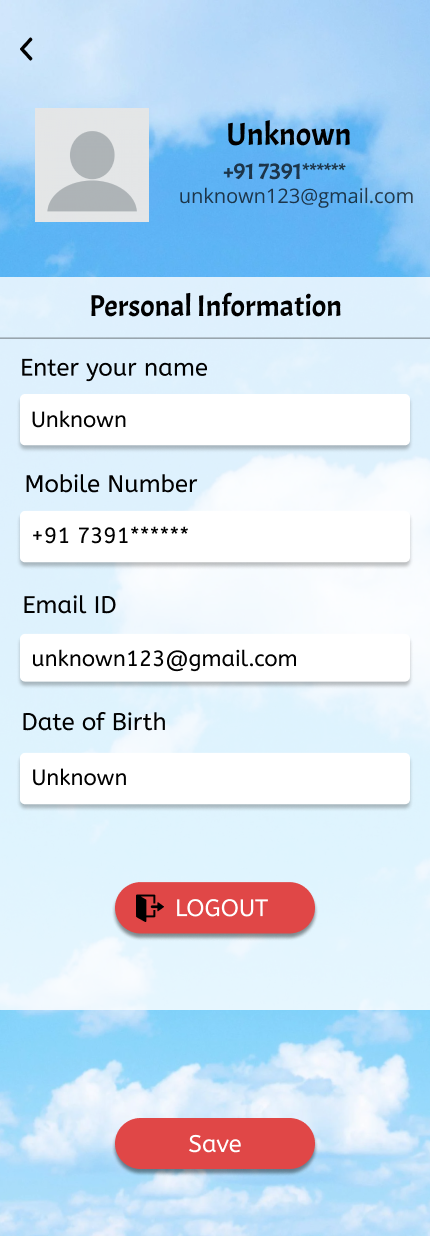 Unknown
+91 7391******
unknown123@gmail.com
Personal Information
Enter your name
Unknown
Mobile Number
+91 7391******
Email ID
unknown123@gmail.com
Date of Birth
Unknown
LOGOUT
Save